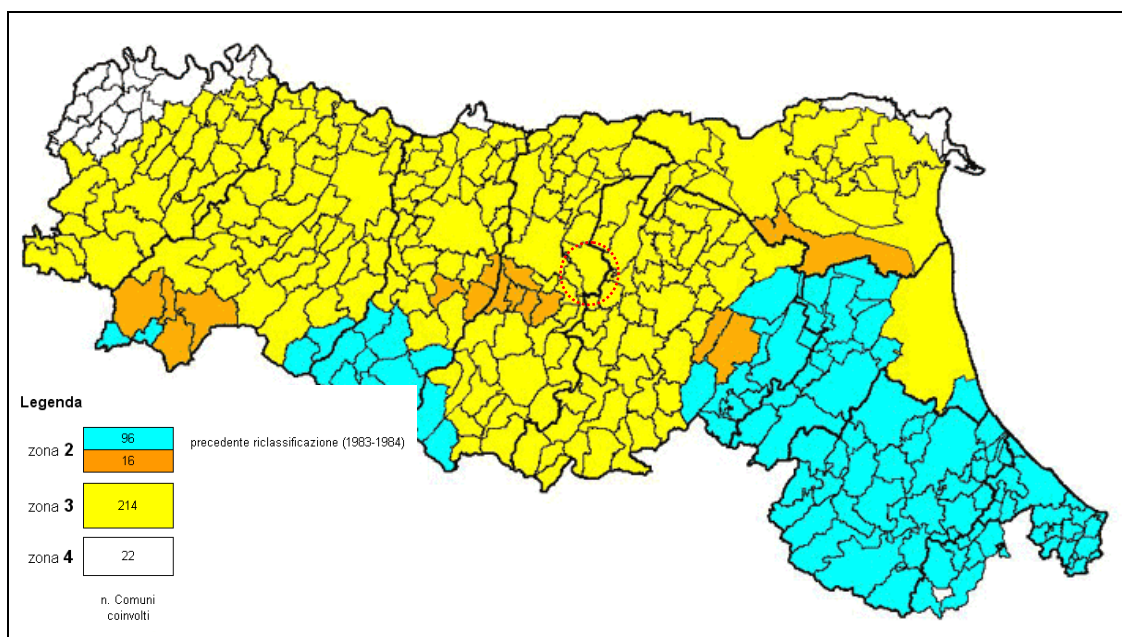 Legenda
zona 2
96
precedente riclassificazione (1983-1984)
16
zona 3
214
zona 4
22
n. Comuni
coinvolti